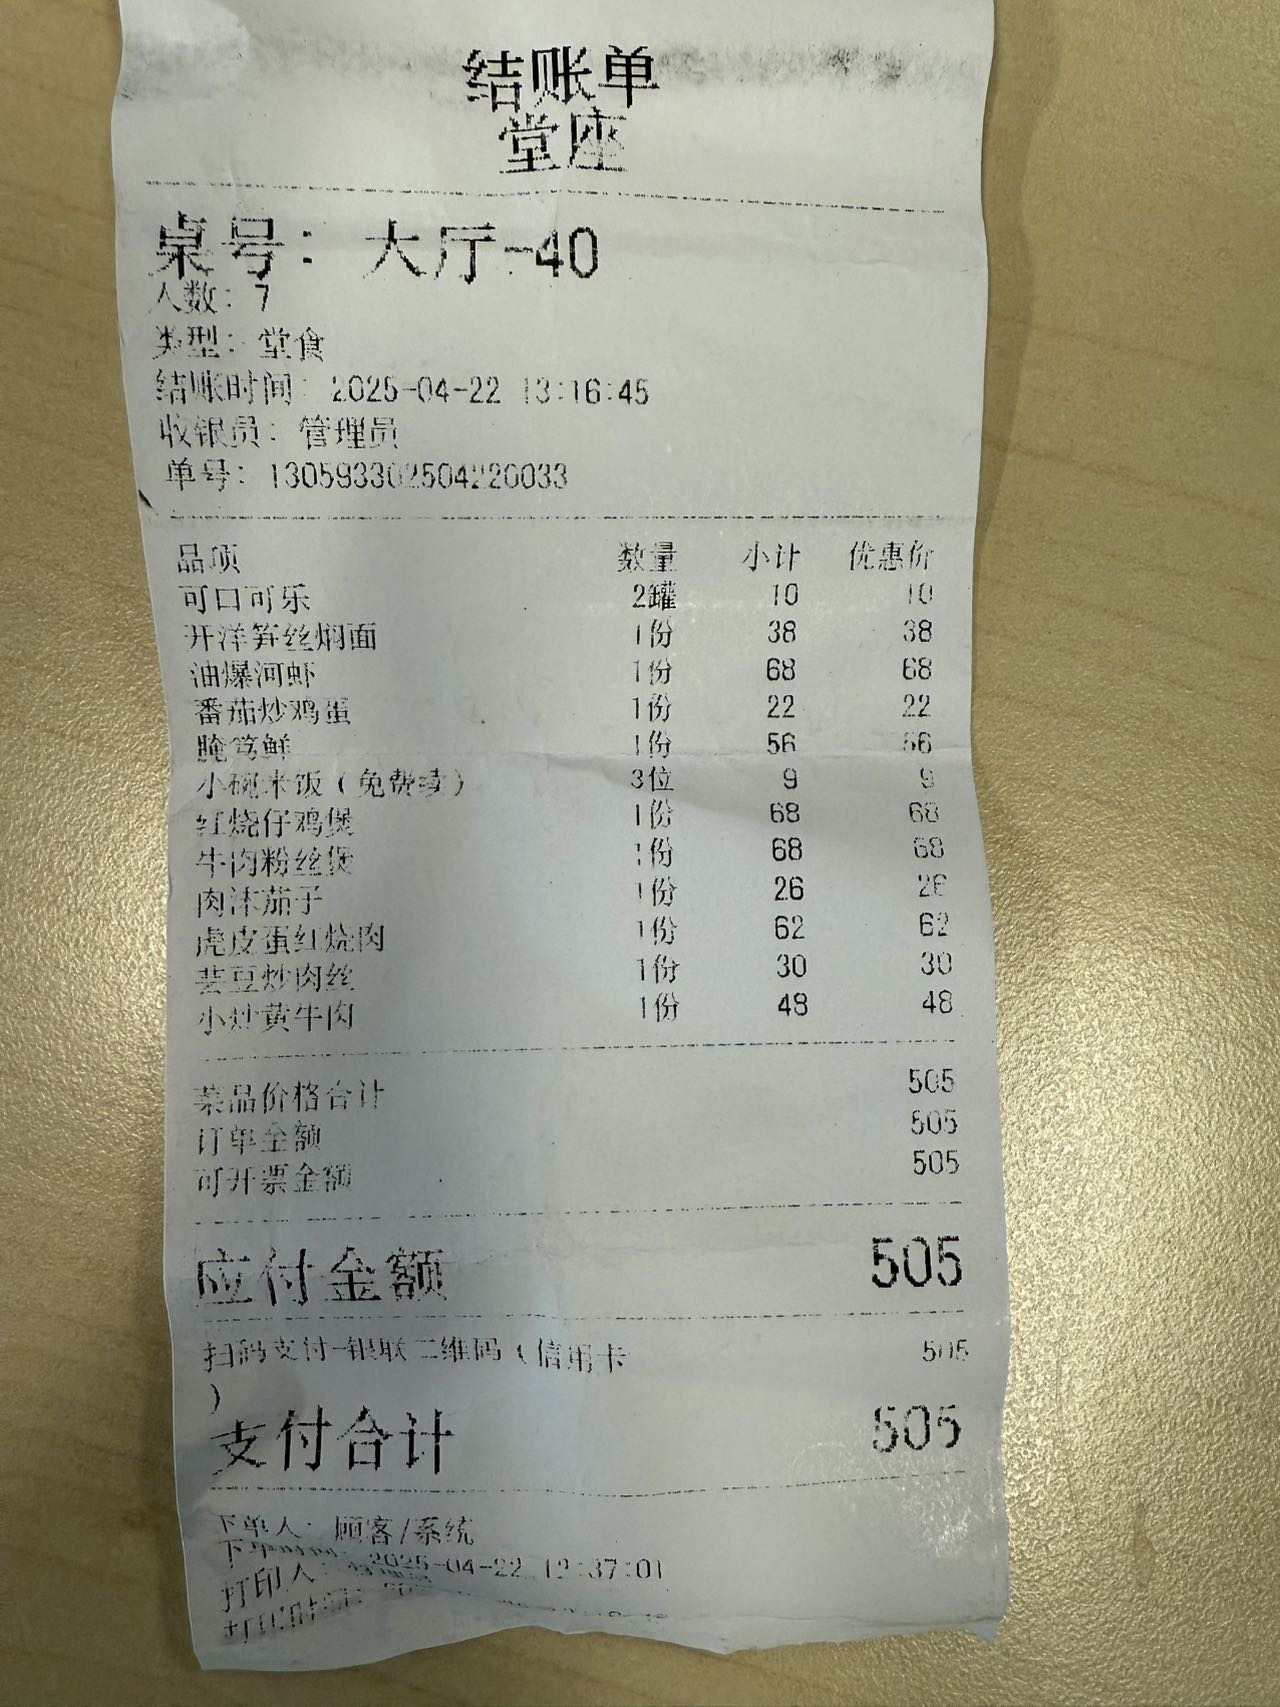 结账单
堂座
桌号：大厅-40
人数：7
类型：堂食
结账时间：2025-04-22 13:16:45
收银员：管理员
单号：130593302504220033
品项 数量 小计 优惠价
可口可乐 2罐 10 10
开洋笋丝焖面 1份 38 38
油爆河虾 1份 68 68
番茄炒鸡蛋 1份 22 22
腌笃鲜 1份 56 56
小碗米饭（免费续） 3位 9 9
红烧仔鸡煲 1份 68 68
牛肉粉丝煲 1份 68 68
肉沫茄子 1份 26 26
虎皮蛋红烧肉 1份 62 62
芸豆炒肉丝 1份 30 30
小炒黄牛肉 1份 48 48
菜品价格合计 505
订单金额 505
可开票金额 505
应付金额 505
扫码支付-银联二维码（信用卡 505
）
支付合计 505
下单人：顾客/系统
2025-04-22 12:37:01
打印人：
打印时间：